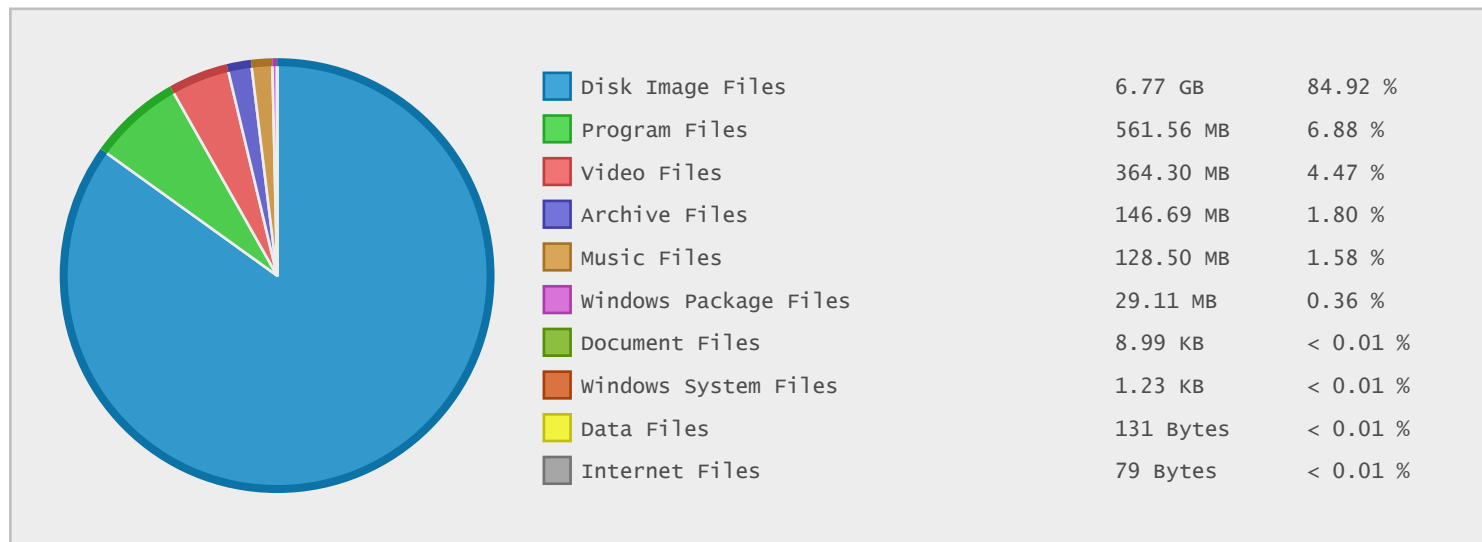 Disk Image Files 6.77 GB 84.92 %
Program Files 561.56 MB 6.88 %
Video Files 364.30 MB 4.47 %
Archive Files 146.69 MB 1.80 %
Music Files 128.50 MB 1.58 %
Windows Package Files 29.11 MB 0.36 %
Document Files 8.99 KB < 0.01 %
Windows System Files 1.23 KB < 0.01 %
Data Files 131 Bytes < 0.01 %
Internet Files 79 Bytes < 0.01 %